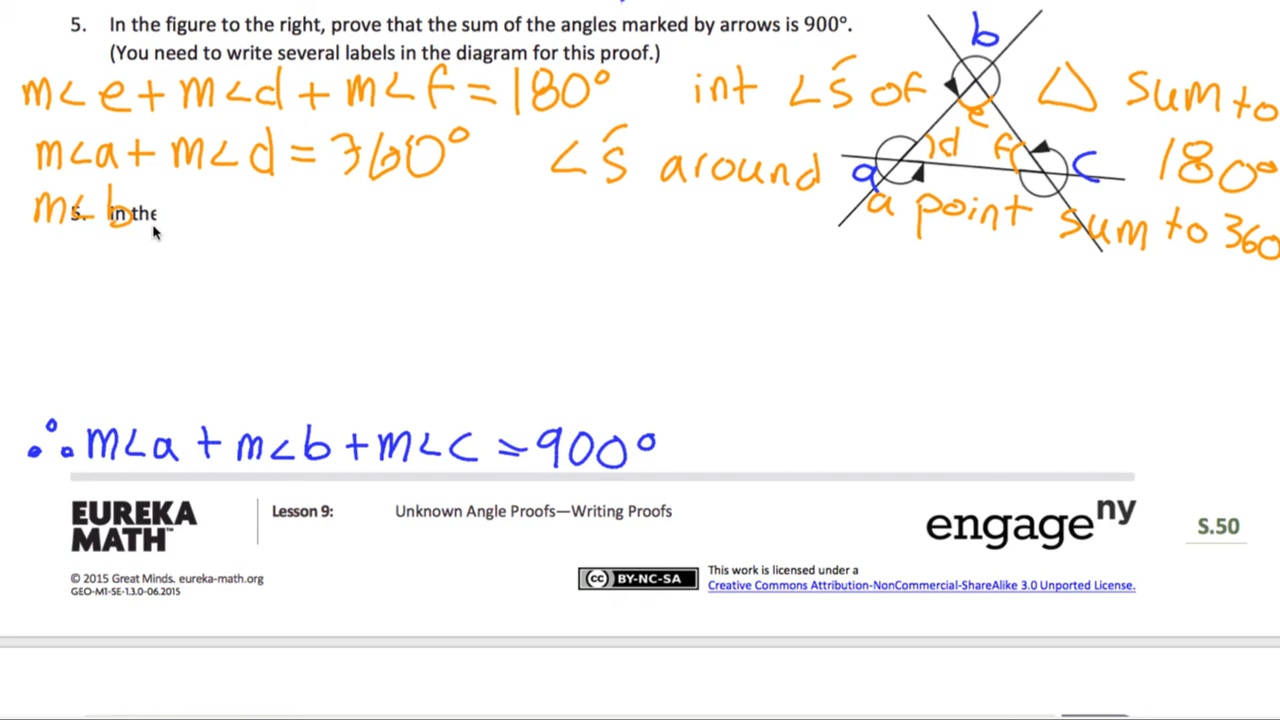 5. In the figure to the right, prove that the sum of the angles marked by arrows is 900°.
(You need to write several labels in the diagram for this proof.)
b
m∠e + m∠d + m∠f = 180° int ∠'s of △ sum to 180°
e
d f
m∠a + m∠d = 360° ∠'s around a point sum to 360
a c
m∠b
5. In the
∴ m∠a + m∠b + m∠c = 900°
EUREKA MATH™ Lesson 9: Unknown Angle Proofs—Writing Proofs engageny S.50
© 2015 Great Minds. eureka-math.org
GEO-M1-SE-1.3.0-06.2015
cc BY-NC-SA
This work is licensed under a
Creative Commons Attribution-NonCommercial-ShareAlike 3.0 Unported License.